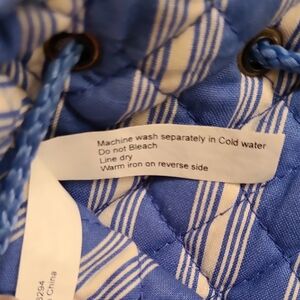 Machine wash separately in Cold water
Do not Bleach
Line dry
Warm iron on reverse side
China